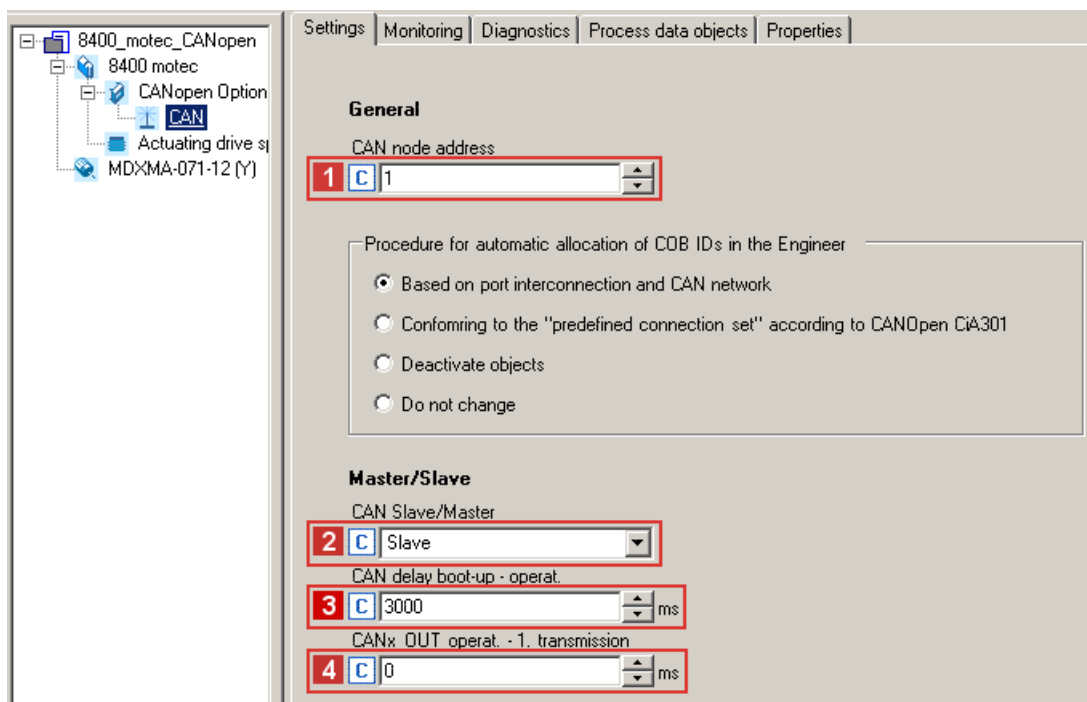 8400_motec_CANopen
8400 motec
CANopen Option
CAN
Actuating drive s
MDXMA-071-12 (Y)
Settings Monitoring Diagnostics Process data objects Properties
General
CAN node address
1 C 1
Procedure for automatic allocation of COB IDs in the Engineer
Based on port interconnection and CAN network
Confomring to the "predefined connection set" according to CANOpen CiA301
Deactivate objects
Do not change
Master/Slave
CAN Slave/Master
2 C Slave
CAN delay boot-up - operat.
3 C 3000 ms
CANx OUT operat. - 1. transmission
4 C 0 ms